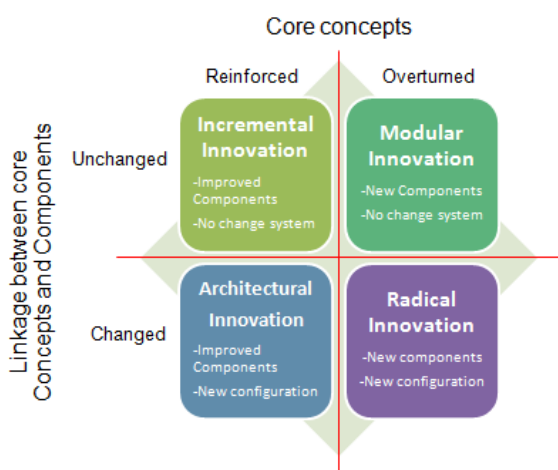 Core concepts
Reinforced
Overturned
Linkage between core
Concepts and Components
Unchanged
Incremental
Innovation
-Improved
Components
-No change system
Modular
Innovation
-New Components
-No change system
Changed
Architectural
Innovation
-Improved
Components
-New configuration
Radical
Innovation
-New components
-New configuration